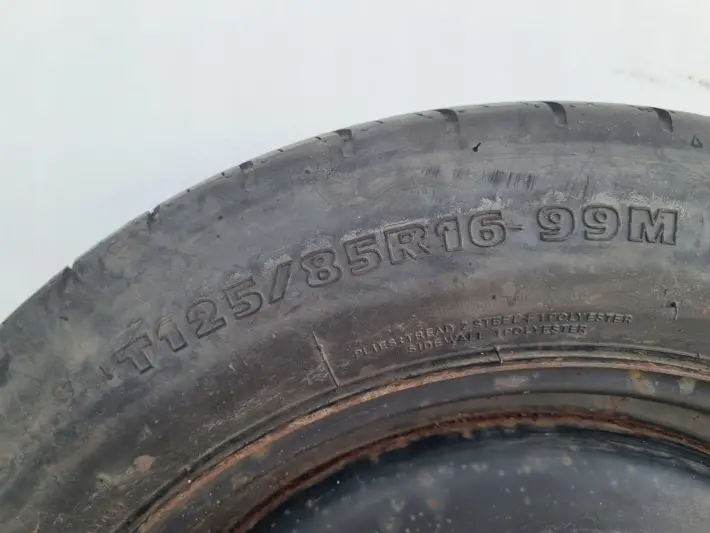 T125/85R16 99M
PLIES: TREAD 2 STEEL + 1 POLYESTER
SIDEWALL 1 POLYESTER